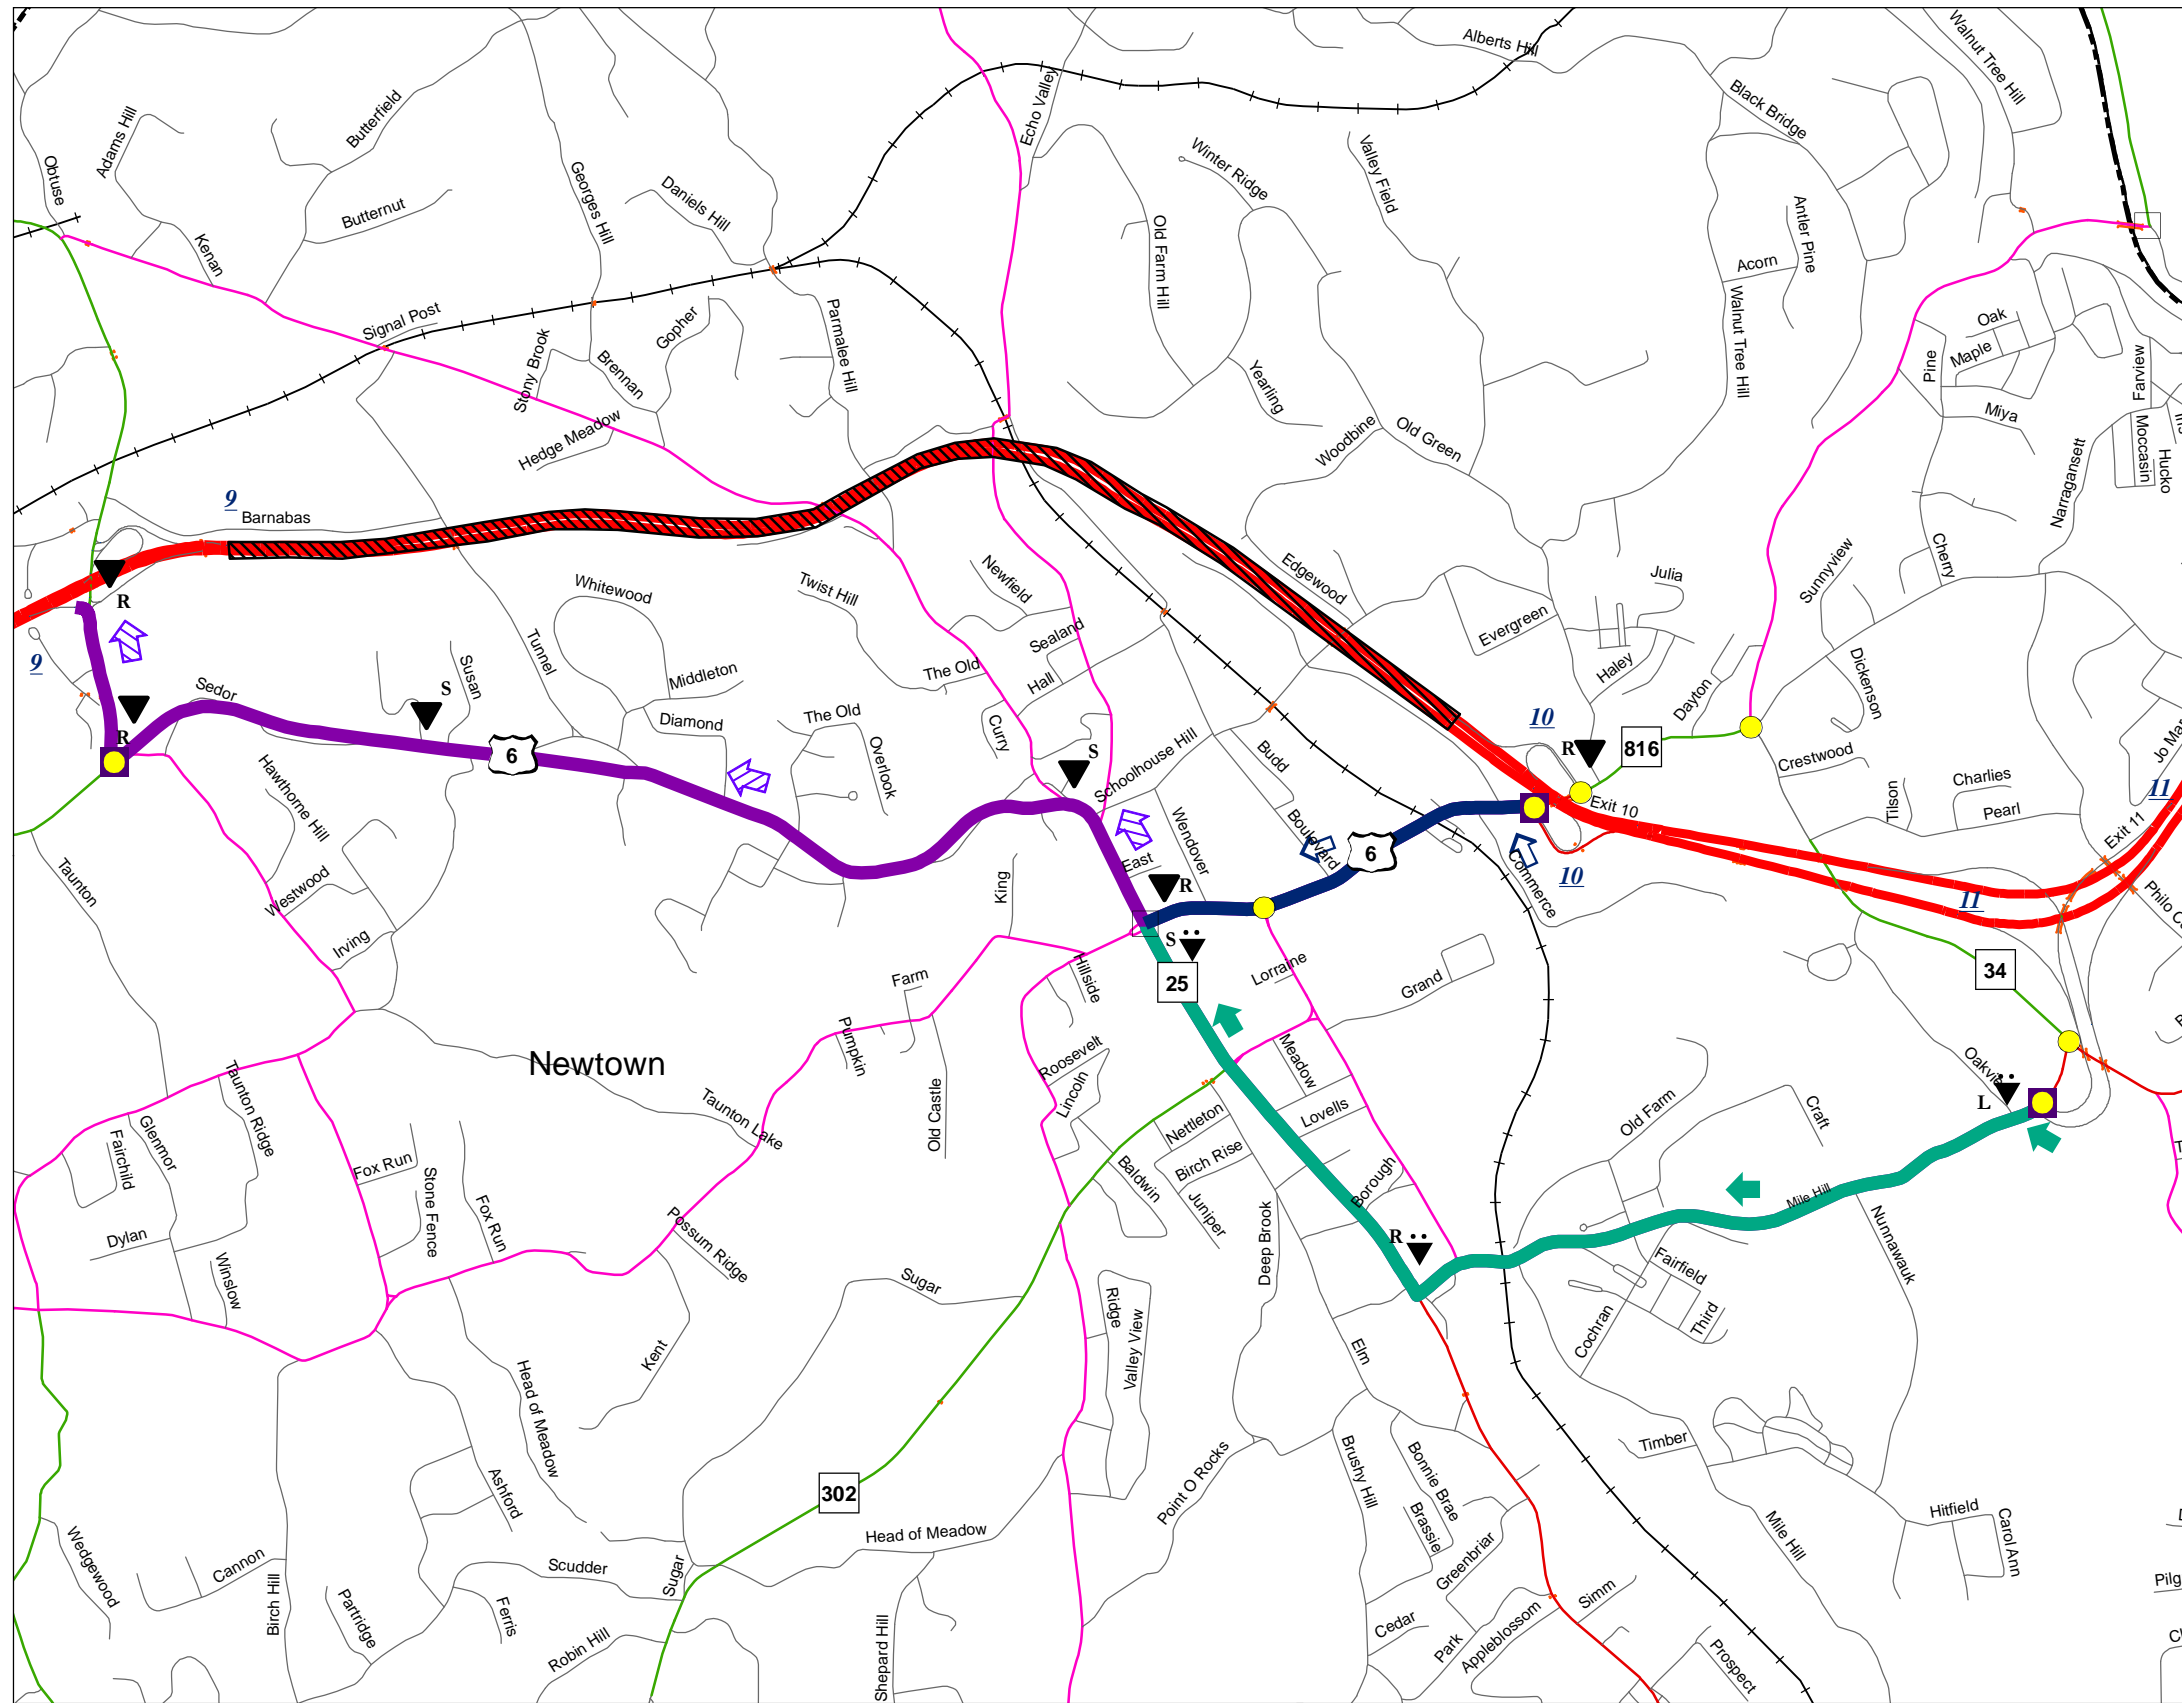 Alberts Hill
Walnut Tree Hill
Echo Valley
Black Bridge
Adams Hill
Butterfield
Obtuse
Georges Hill
Daniels Hill
Winter Ridge
Valley Field
Butternut
Kenan
Old Farm Hill
Antler Pine
Acorn
Walnut Tree Hill
Signal Post
Stony Brook
Gopher
Brennan
Parmalee Hill
Oak
Maple
Pine
Farview
Miya
Moccasin
Hucko
Narragansett
Yearling
Hedge Meadow
Woodbine
Old Green
9
Barnabas
Cherry
Edgewood
Julia
Sunnyview
Evergreen
Haley
Newfield
Whitewood
Twist Hill
Sealand
R
9
Tunnel
Susan
Middleton
The Old
Hall
Dickenson
Dayton
Sedor
S
Diamond
The Old
Curry
10
R
816
Crestwood
Jo Mar
R
6
Overlook
S
Schoolhouse Hill
Budd
Exit 10
Charlies
Tilson
Pearl
11
Exit 11
Hawthorne Hill
Wendover
Boulevard
6
East
R
King
Commerce
10
11
Philo C
Taunton
Westwood
Irving
S
Lorraine
Grand
25
34
Hillside
Farm
Pumpkin
Newtown
Roosevelt
Lincoln
Meadow
Oakview
L
Taunton Ridge
Glenmor
Fairchild
Taunton Lake
Old Castle
Nettleton
Lovells
Old Farm
Craft
Birch Rise
Baldwin
Juniper
Borough
Fox Run
Stone Fence
Fox Run
Possum Ridge
Mile Hill
Nunnawauk
Dylan
Winslow
Deep Brook
R
Fairfield
Third
Cochran
Sugar
Ridge
Valley View
Kent
Elm
Head of Meadow
Timber
Ashford
302
Point O Rocks
Brushy Hill
Bonnie Brae
Brassie
Greenbriar
Mile Hill
Hitfield
Carol Ann
Head of Meadow
Wedgewood
Cannon
Birch Hill
Scudder
Sugar
Partridge
Ferris
Robin Hill
Shepard Hill
Cedar
Park
Appleblossom
Simm
Prospect
Pilg